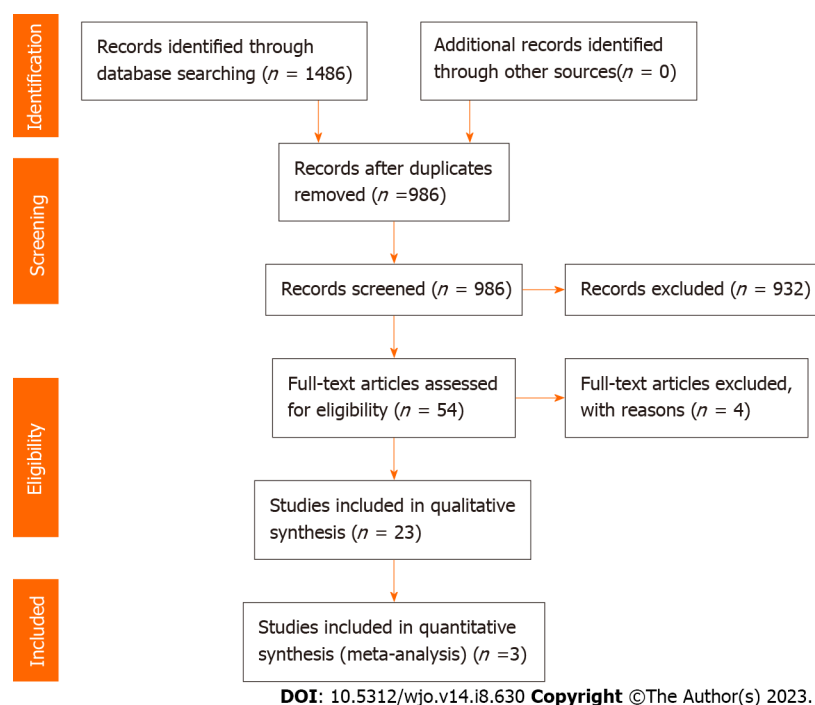 Identification
Records identified through
database searching (n = 1486)
Additional records identified
through other sources(n = 0)
Screening
Records after duplicates
removed (n =986)
Records screened (n = 986)
Records excluded (n = 932)
Eligibility
Full-text articles assessed
for eligibility (n = 54)
Full-text articles excluded,
with reasons (n = 4)
Studies included in qualitative
synthesis (n = 23)
Included
Studies included in quantitative
synthesis (meta-analysis) (n =3)
DOI: 10.5312/wjo.v14.i8.630 Copyright ©The Author(s) 2023.